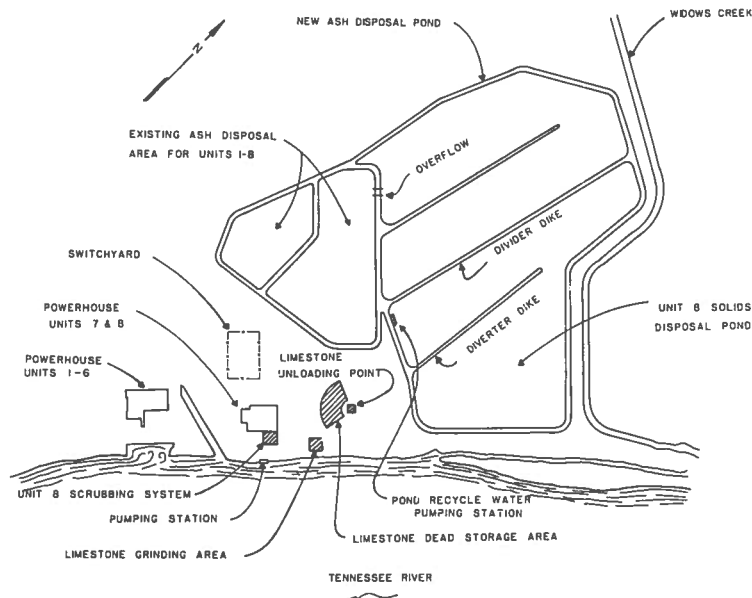 NEW ASH DISPOSAL POND
WIDOWS CREEK
N
EXISTING ASH DISPOSAL
AREA FOR UNITS 1-8
OVERFLOW
SWITCHYARD
DIVIDER DIKE
POWERHOUSE
UNITS 7 & 8
UNIT 8 SOLIDS
DISPOSAL POND
DIVERTER DIKE
LIMESTONE
UNLOADING POINT
POWERHOUSE
UNITS 1-6
UNIT 8 SCRUBBING SYSTEM
POND RECYCLE WATER
PUMPING STATION
PUMPING STATION
LIMESTONE DEAD STORAGE AREA
LIMESTONE GRINDING AREA
TENNESSEE RIVER